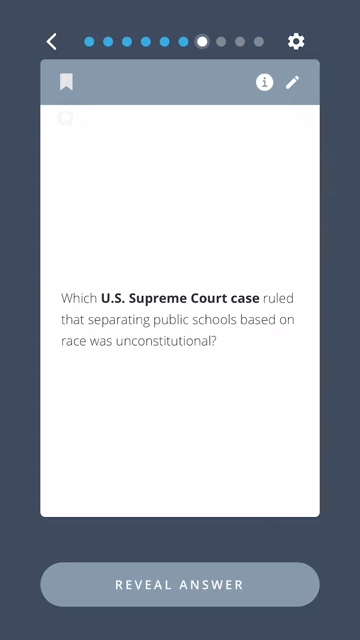 Q
Which U.S. Supreme Court case ruled
that separating public schools based on
race was unconstitutional?
REVEAL ANSWER